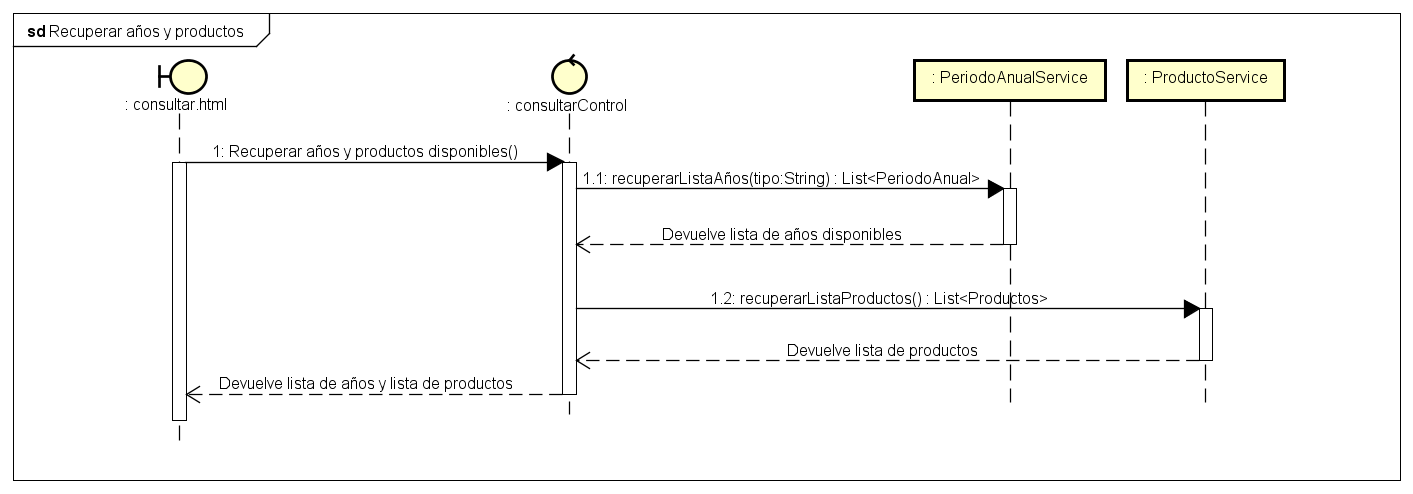 sd Recuperar años y productos
: consultar.html
: consultarControl
: PeriodoAnualService
: ProductoService
1: Recuperar años y productos disponibles()
1.1: recuperarListaAños(tipo:String) : List<PeriodoAnual>
Devuelve lista de años disponibles
1.2: recuperarListaProductos() : List<Productos>
Devuelve lista de productos
Devuelve lista de años y lista de productos